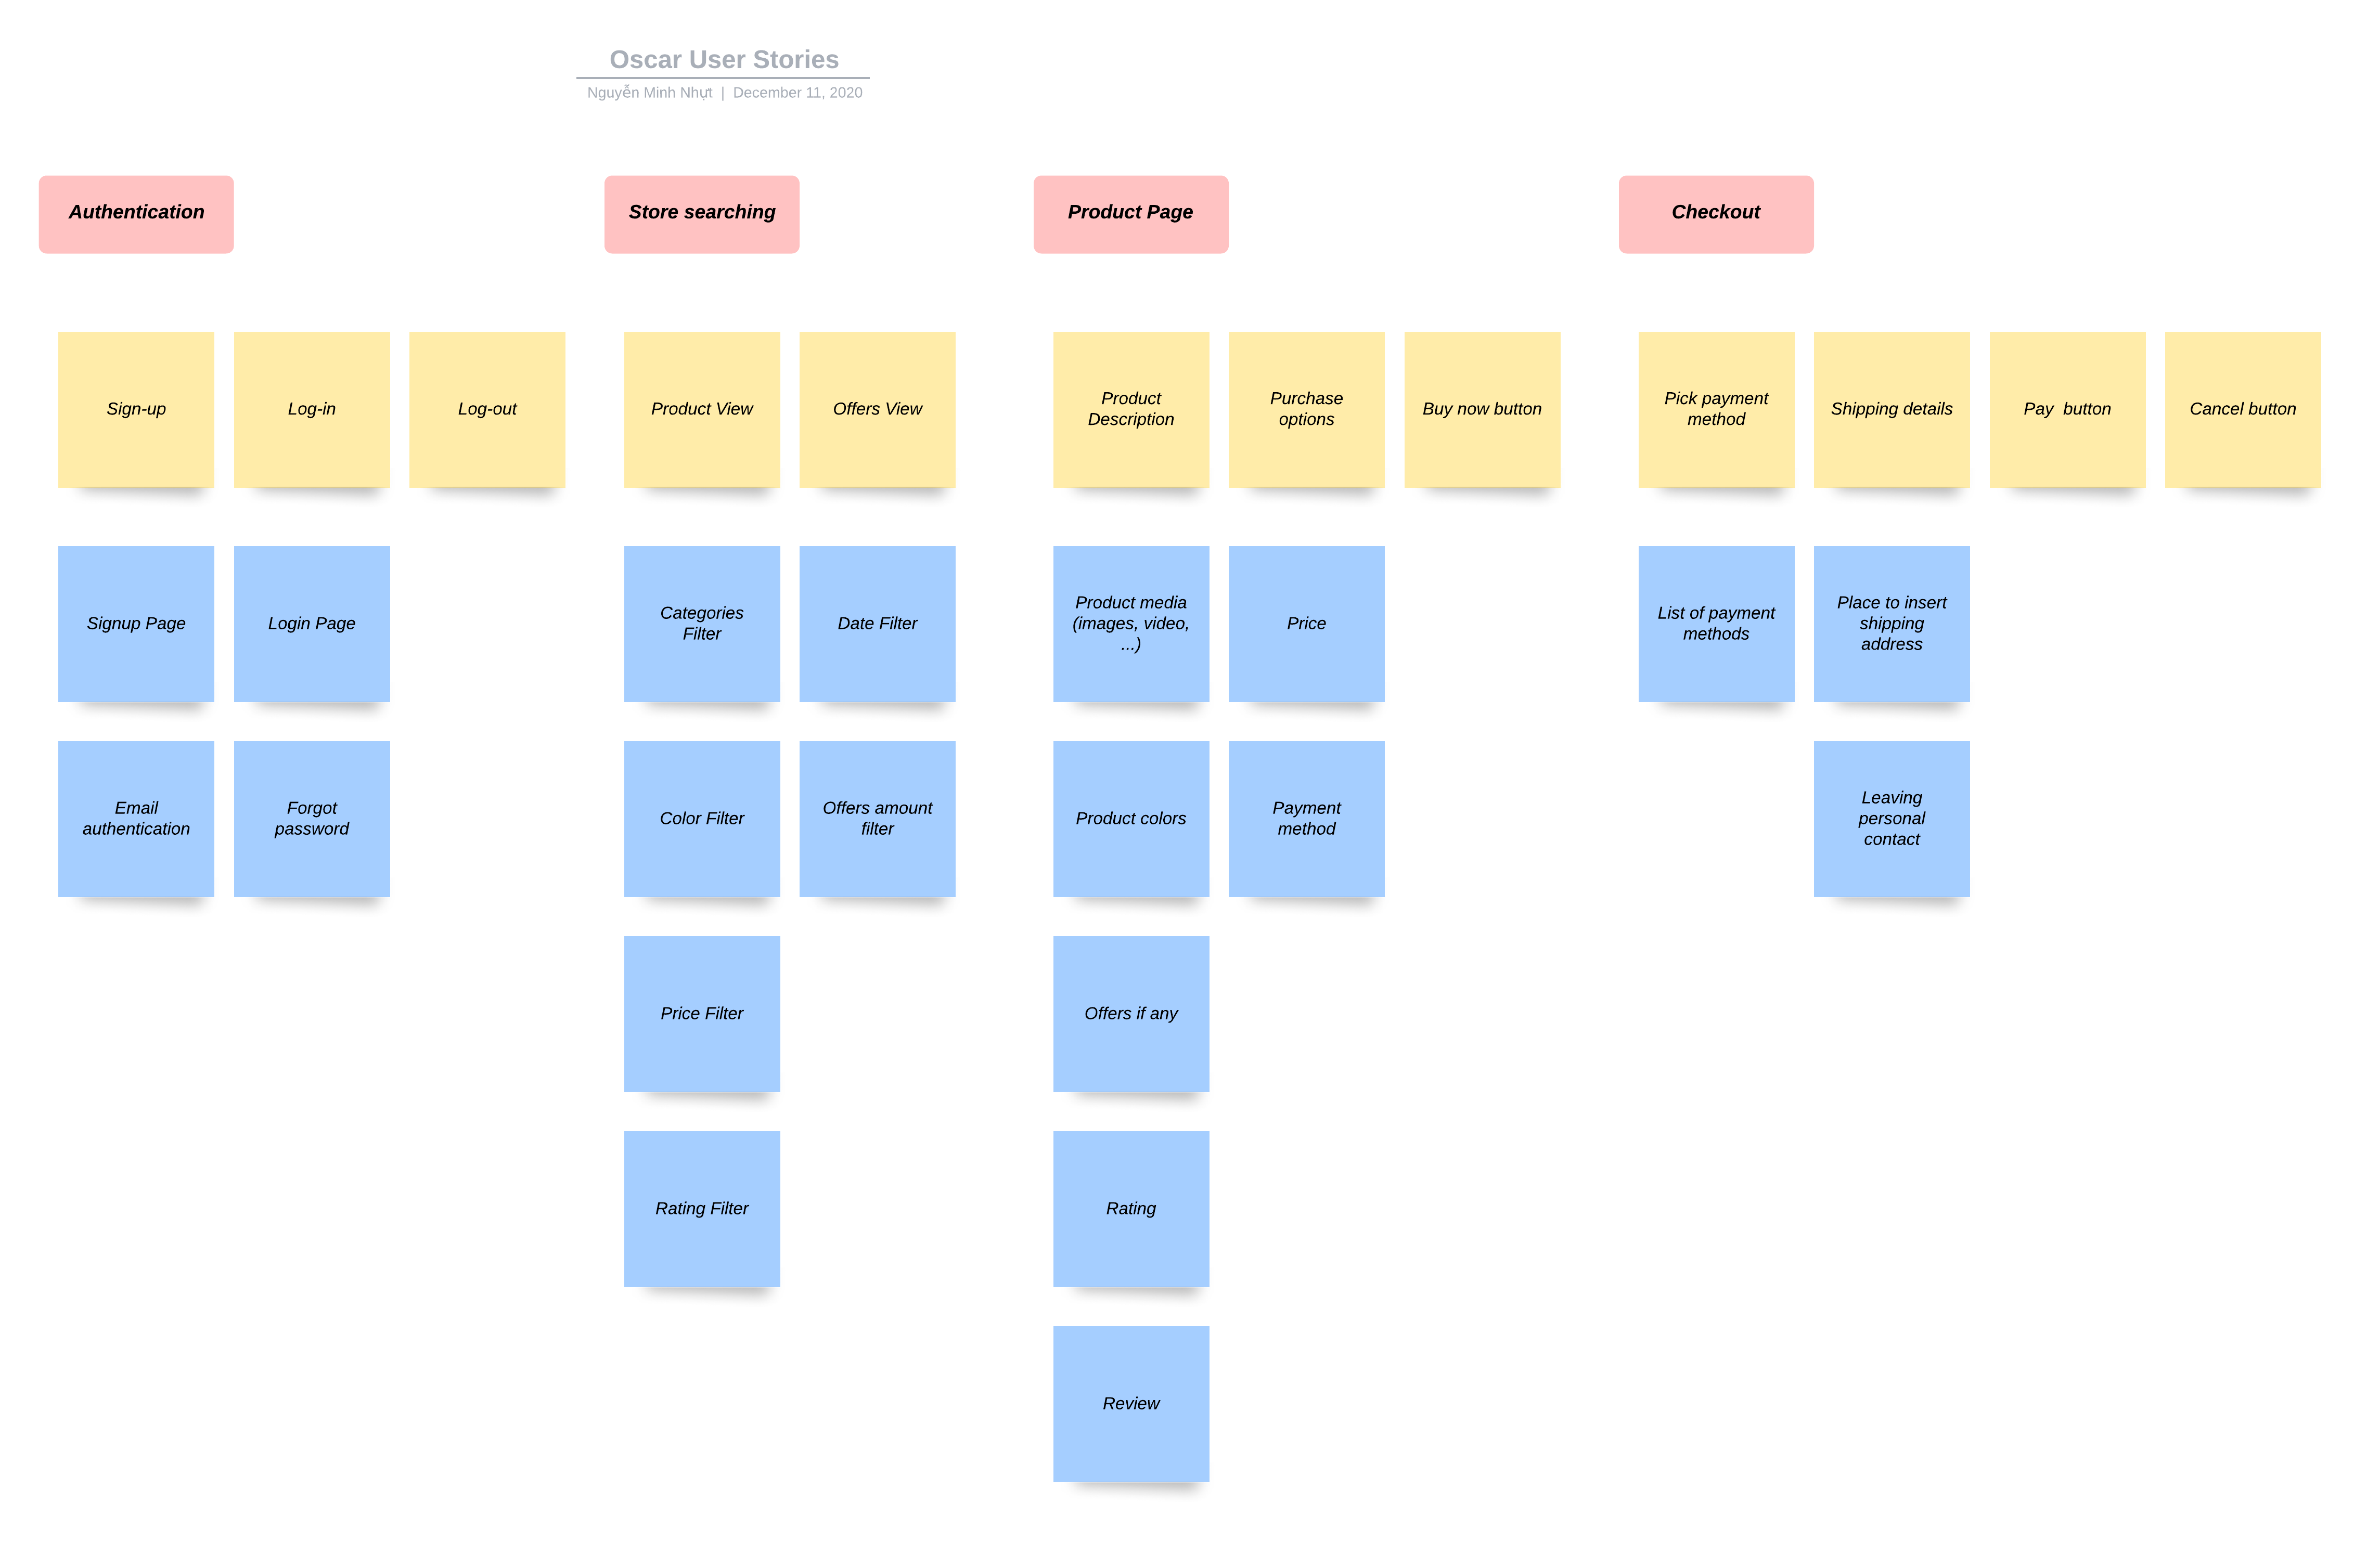 Oscar User Stories
Nguyễn Minh Nhựt | December 11, 2020
Authentication
Store searching
Product Page
Checkout
Sign-up
Log-in
Log-out
Product View
Offers View
Product
Description
Purchase
options
Buy now button
Pick payment
method
Shipping details
Pay  button
Cancel button
Signup Page
Login Page
Categories
Filter
Date Filter
Product media
(images, video,
...)
Price
List of payment
methods
Place to insert
shipping
address
Email
authentication
Forgot
password
Color Filter
Offers amount
filter
Product colors
Payment
method
Leaving
personal
contact
Price Filter
Offers if any
Rating Filter
Rating
Review